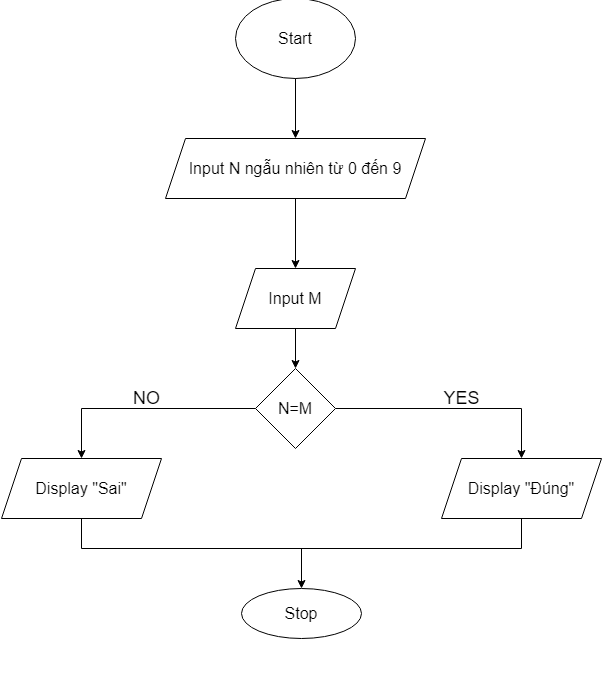 Start
Input N ngẫu nhiên từ 0 đến 9
Input M
N=M
NO
YES
Display "Sai"
Display "Đúng"
Stop